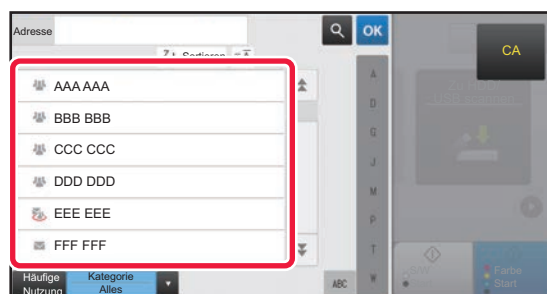 Adresse
OK
CA
Sortieren
AAA AAA
BBB BBB
CCC CCC
DDD DDD
EEE EEE
FFF FFF
A
D
G
J
M
P
T
W
Häufige
Nutzung
Kategorie
Alles
ABC
Farbe
Start